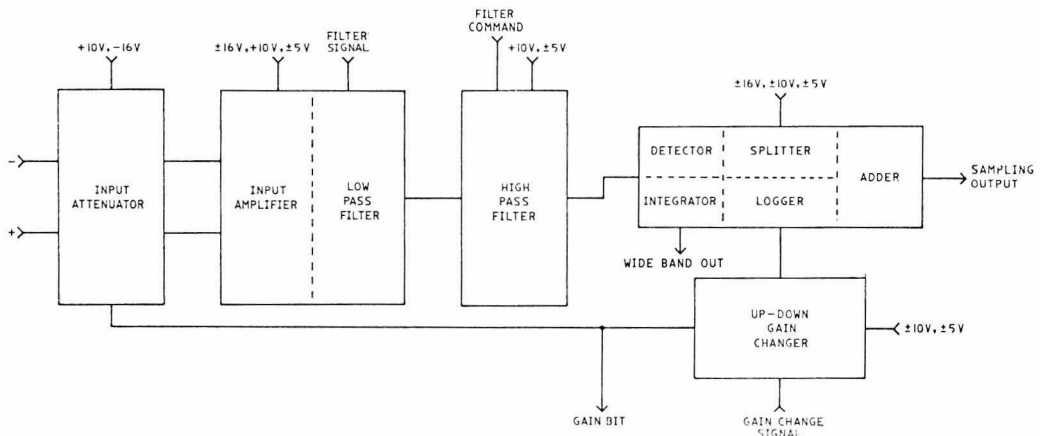 FILTER
COMMAND
+10V,-16V
±16V,+10V,±5V
FILTER
SIGNAL
+10V,±5V
±16V,±10V,±5V
-
+
INPUT
ATTENUATOR
INPUT
AMPLIFIER
LOW
PASS
FILTER
HIGH
PASS
FILTER
DETECTOR
SPLITTER
INTEGRATOR
LOGGER
ADDER
SAMPLING
OUTPUT
WIDE BAND OUT
UP-DOWN
GAIN
CHANGER
±10V,±5V
GAIN BIT
GAIN CHANGE
SIGNAL